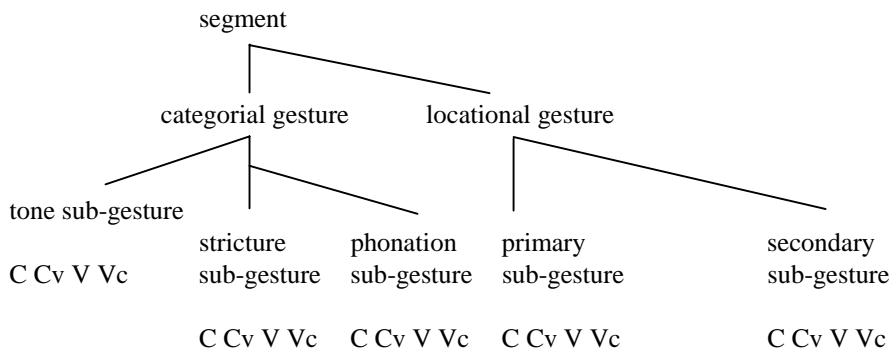 segment
categorial gesture locational gesture
tone sub-gesture
stricture phonation primary secondary
sub-gesture sub-gesture sub-gesture sub-gesture
C Cv V Vc
C Cv V Vc C Cv V Vc C Cv V Vc C Cv V Vc